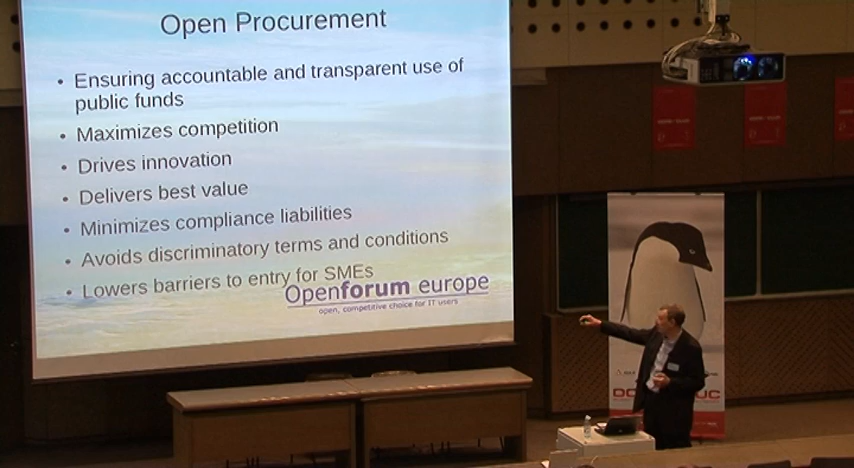 Open Procurement
• Ensuring accountable and transparent use of
public funds
• Maximizes competition
• Drives innovation
• Delivers best value
• Minimizes compliance liabilities
• Avoids discriminatory terms and conditions
• Lowers barriers to entry for SMEs
Openforum europe
open, competitive choice for IT users